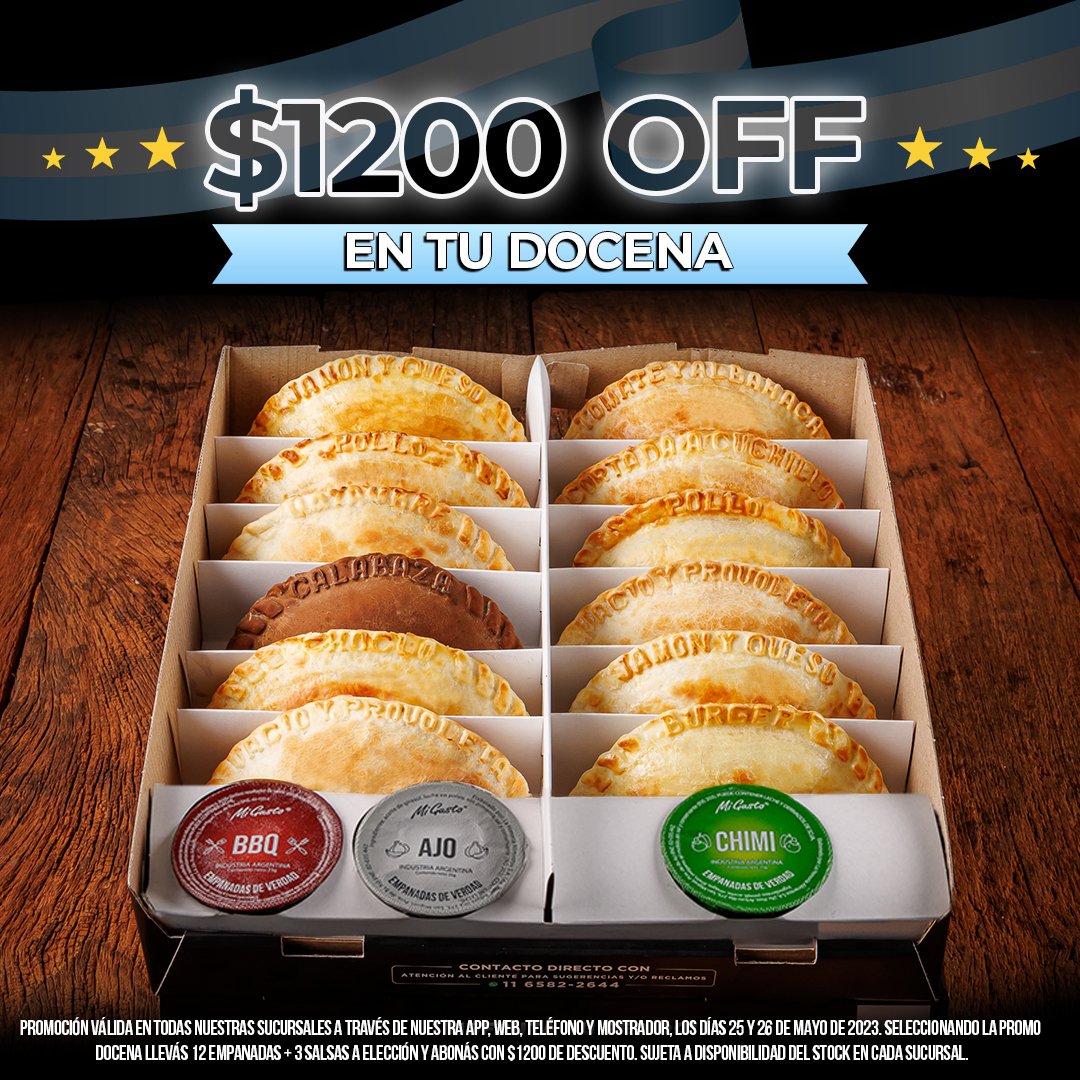 $1200 OFF
EN TU DOCENA
JAMON Y QUESO
TOMATE Y ALBAHACA
POLLO
CORTADA A CUCHILLO
POLLO
CALABAZA
VACIO Y PROVOLETA
CHOCLO
JAMON Y QUESO
VACIO Y PROVOLETA
BURGER
Mi Gusto
BBQ
INDUSTRIA ARGENTINA
EMPANADAS DE VERDAD
Mi Gusto
AJO
INDUSTRIA ARGENTINA
EMPANADAS DE VERDAD
Mi Gusto
CHIMI
INDUSTRIA ARGENTINA
EMPANADAS DE VERDAD
CONTACTO DIRECTO CON
ATENCIÓN AL CLIENTE PARA SUGERENCIAS Y/O RECLAMOS
11 6582-2644
PROMOCIÓN VÁLIDA EN TODAS NUESTRAS SUCURSALES A TRAVÉS DE NUESTRA APP, WEB, TELÉFONO Y MOSTRADOR, LOS DÍAS 25 Y 26 DE MAYO DE 2023. SELECCIONANDO LA PROMO
DOCENA LLEVÁS 12 EMPANADAS + 3 SALSAS A ELECCIÓN Y ABONÁS CON $1200 DE DESCUENTO. SUJETA A DISPONIBILIDAD DEL STOCK EN CADA SUCURSAL.